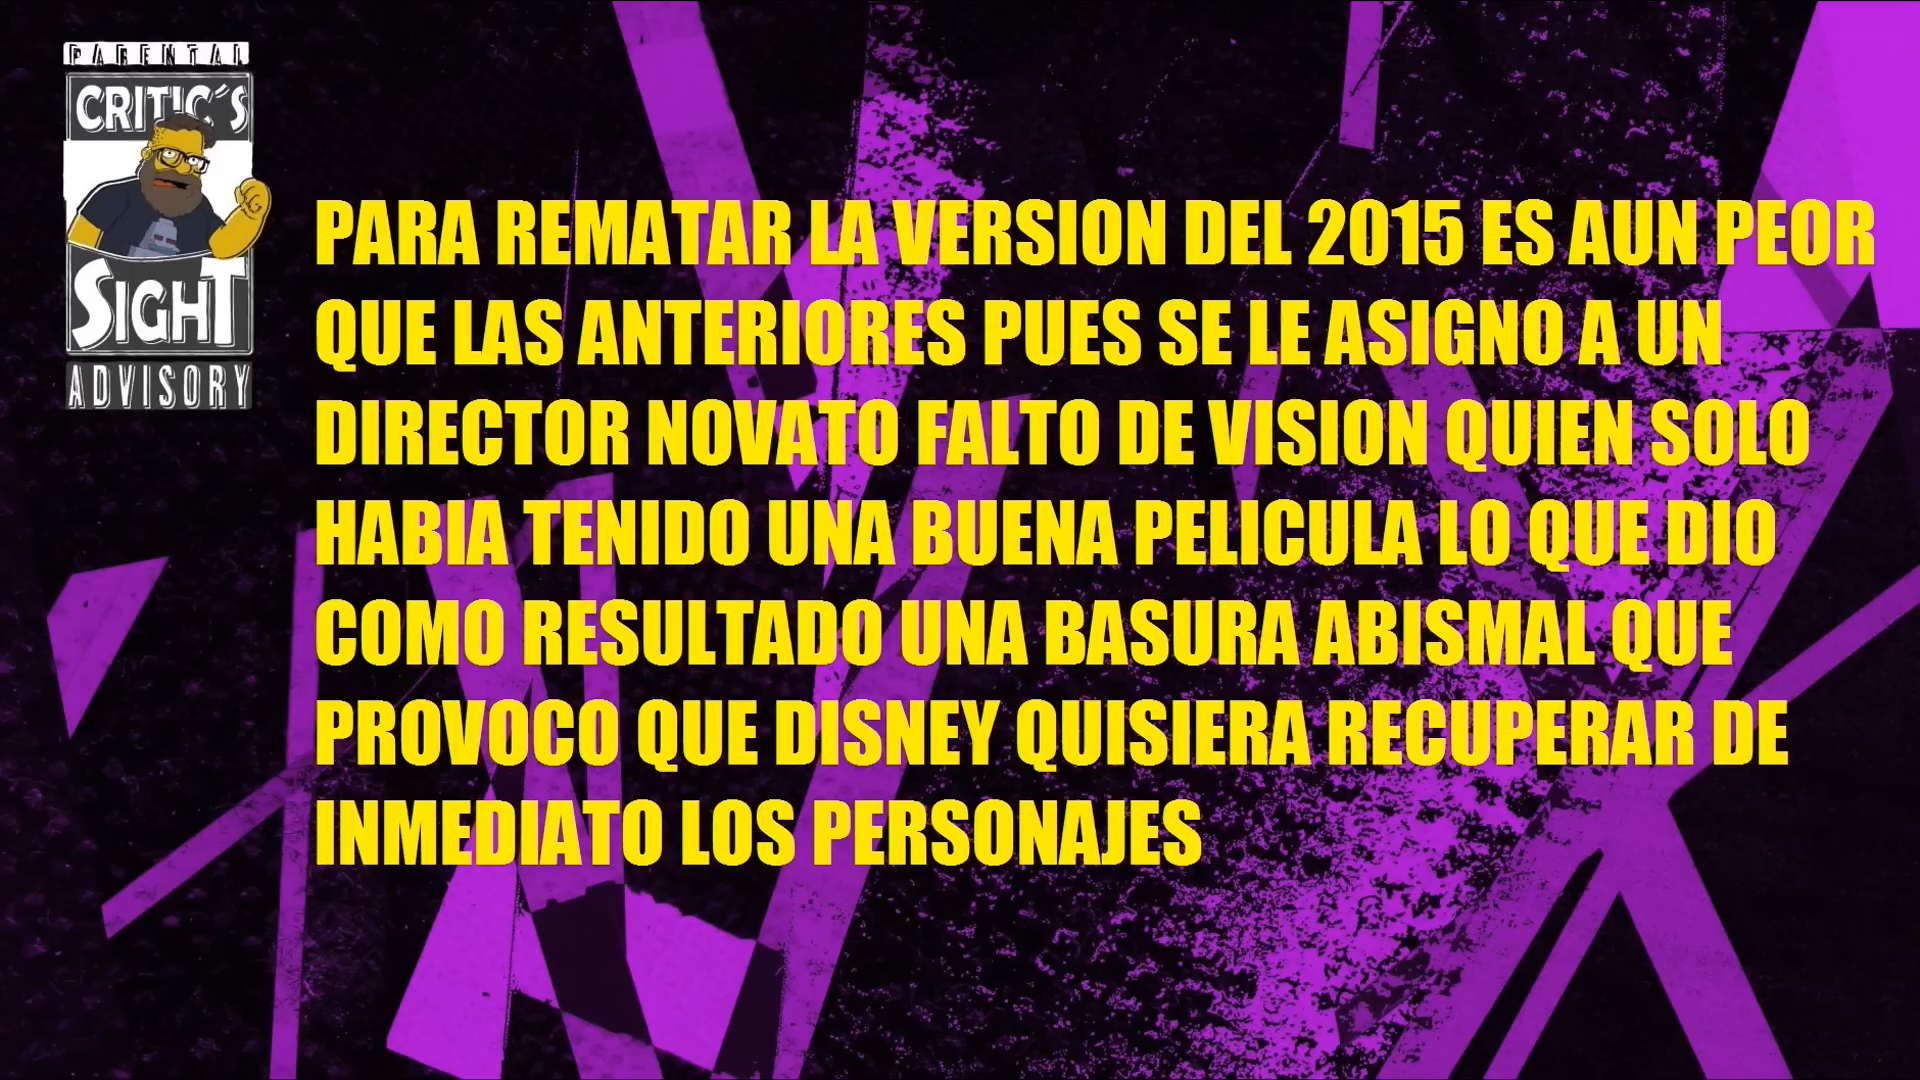 PARENTAL
CRITIC´S
SIGHT
ADVISORY
PARA REMATAR LA VERSION DEL 2015 ES AUN PEOR
QUE LAS ANTERIORES PUES SE LE ASIGNO A UN
DIRECTOR NOVATO FALTO DE VISION QUIEN SOLO
HABIA TENIDO UNA BUENA PELICULA LO QUE DIO
COMO RESULTADO UNA BASURA ABISMAL QUE
PROVOCO QUE DISNEY QUISIERA RECUPERAR DE
INMEDIATO LOS PERSONAJES